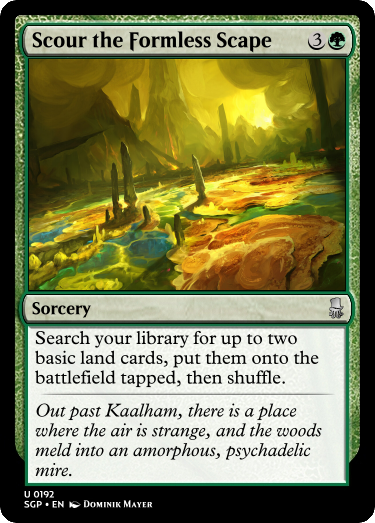 Scour the Formless Scape 3
Sorcery
Search your library for up to two
basic land cards, put them onto the
battlefield tapped, then shuffle.
Out past Kaalham, there is a place
where the air is strange, and the woods
meld into an amorphous, psychadelic
mire.
U 0192
SGP • EN DOMINIK MAYER